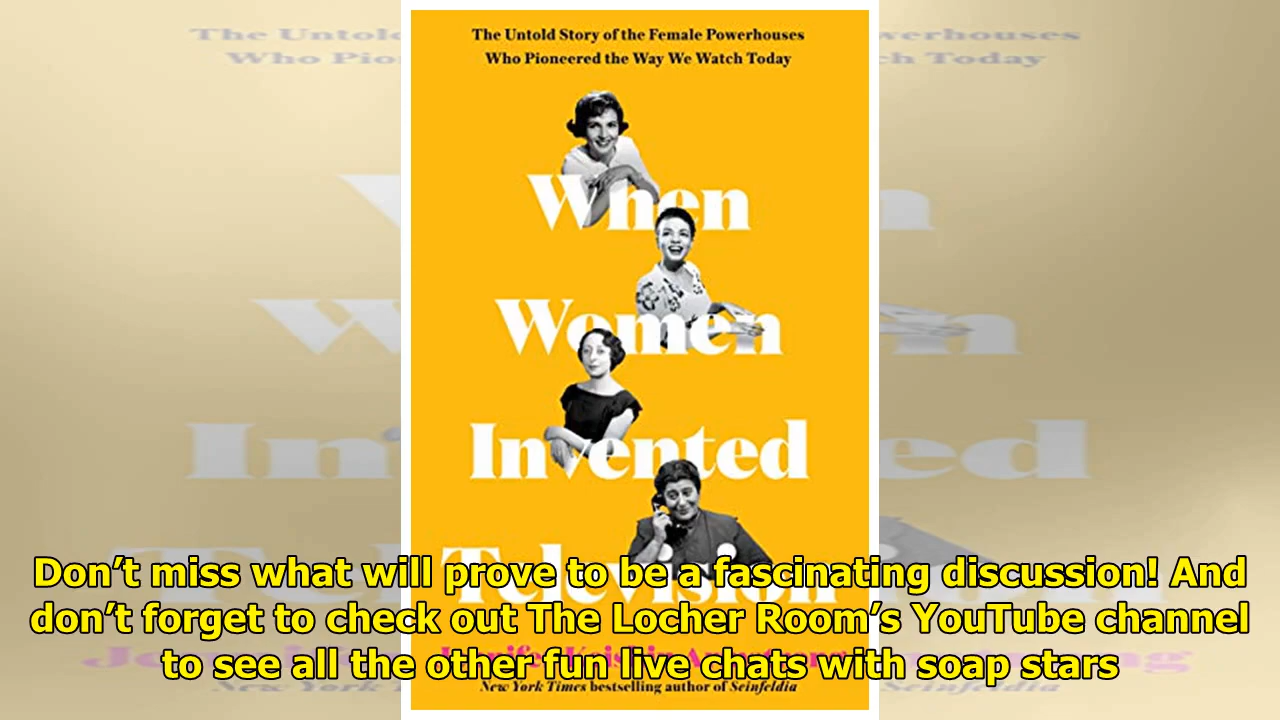 The Untold Story of the Female Powerhouses
Who Pioneered the Way We Watch Today
When
Women
Invented
Television
Don’t miss what will prove to be a fascinating discussion! And
don’t forget to check out The Locher Room’s YouTube channel
to see all the other fun live chats with soap stars
New York Times bestselling author of Seinfeldia